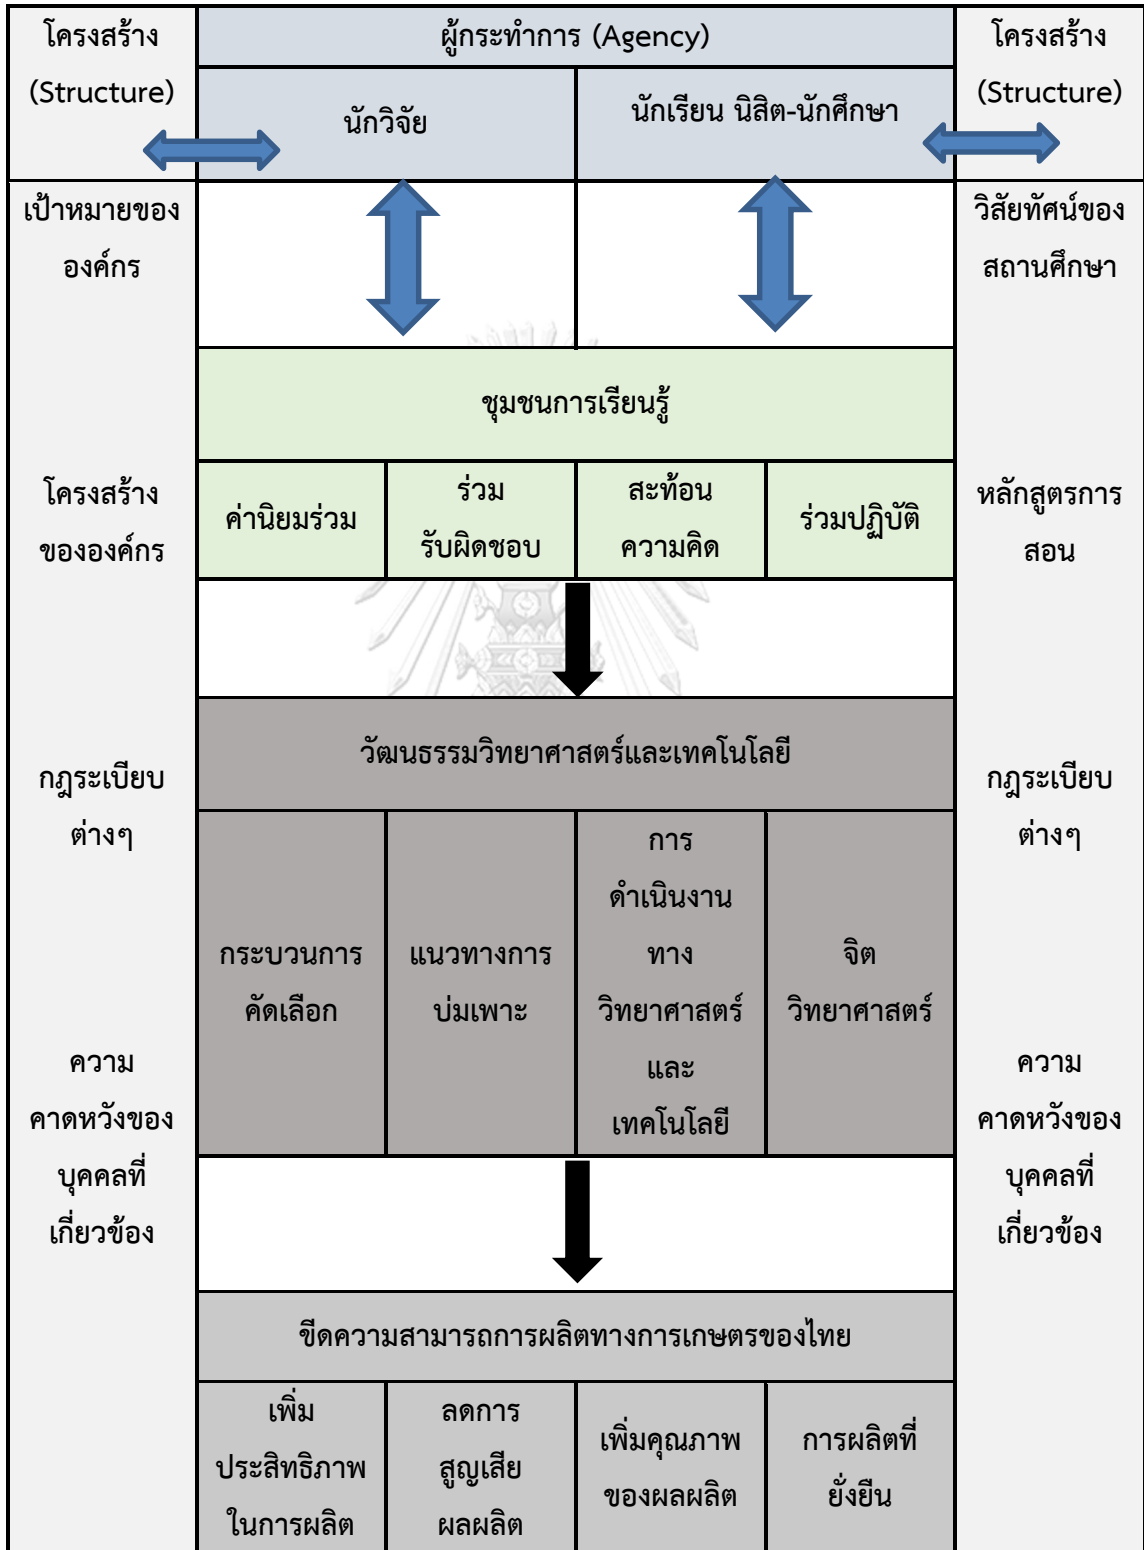 โครงสร้าง
(Structure)
ผู้กระทำการ (Agency)
โครงสร้าง
(Structure)
นักวิจัย
นักเรียน นิสิต-นักศึกษา
เป้าหมายของ
องค์กร
วิสัยทัศน์ของ
สถานศึกษา
ชุมชนการเรียนรู้
โครงสร้าง
ขององค์กร
ค่านิยมร่วม
ร่วม
รับผิดชอบ
สะท้อน
ความคิด
ร่วมปฏิบัติ
หลักสูตรการ
สอน
วัฒนธรรมวิทยาศาสตร์และเทคโนโลยี
กฎระเบียบ
ต่างๆ
กฎระเบียบ
ต่างๆ
กระบวนการ
คัดเลือก
แนวทางการ
บ่มเพาะ
การ
ดำเนินงาน
ทาง
วิทยาศาสตร์
และ
เทคโนโลยี
จิต
วิทยาศาสตร์
ความ
คาดหวังของ
บุคคลที่
เกี่ยวข้อง
ความ
คาดหวังของ
บุคคลที่
เกี่ยวข้อง
ขีดความสามารถการผลิตทางการเกษตรของไทย
เพิ่ม
ประสิทธิภาพ
ในการผลิต
ลดการ
สูญเสีย
ผลผลิต
เพิ่มคุณภาพ
ของผลผลิต
การผลิตที่
ยั่งยืน